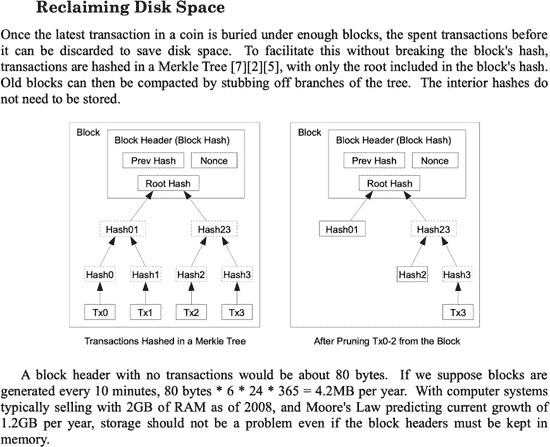 Reclaiming Disk Space
Once the latest transaction in a coin is buried under enough blocks, the spent transactions before
it can be discarded to save disk space. To facilitate this without breaking the block's hash,
transactions are hashed in a Merkle Tree [7][2][5], with only the root included in the block's hash.
Old blocks can then be compacted by stubbing off branches of the tree. The interior hashes do
not need to be stored.
Block
Block Header (Block Hash)
Prev Hash Nonce
Root Hash
Hash01 Hash23
Hash0 Hash1 Hash2 Hash3
Tx0 Tx1 Tx2 Tx3
Transactions Hashed in a Merkle Tree
Block
Block Header (Block Hash)
Prev Hash Nonce
Root Hash
Hash01 Hash23
Hash2 Hash3
Tx3
After Pruning Tx0-2 from the Block
A block header with no transactions would be about 80 bytes. If we suppose blocks are
generated every 10 minutes, 80 bytes * 6 * 24 * 365 = 4.2MB per year. With computer systems
typically selling with 2GB of RAM as of 2008, and Moore's Law predicting current growth of
1.2GB per year, storage should not be a problem even if the block headers must be kept in
memory.